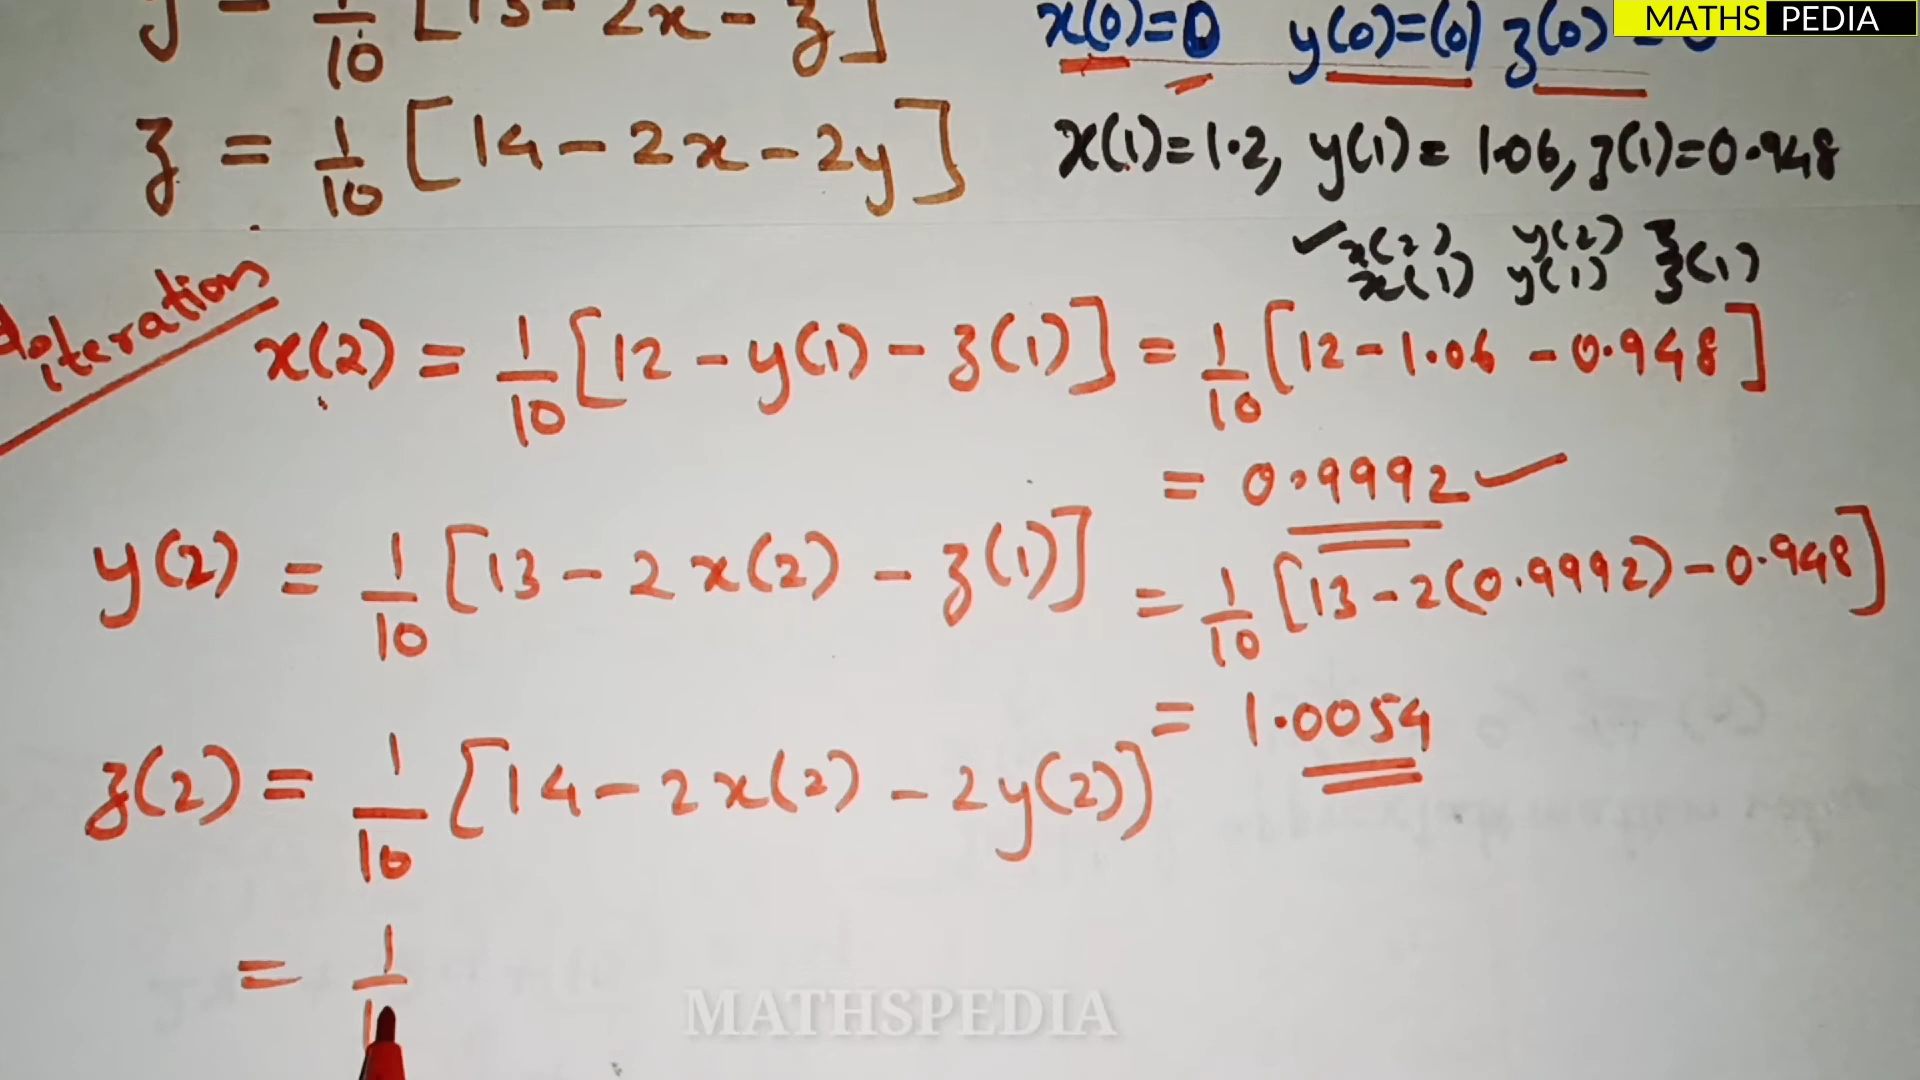 MATHS PEDIA
y = 1/10 [13 - 2x - z]
x(0)=0 y(0)=(0) z(0) = 0
z = 1/10 [14 - 2x - 2y]
x(1)=1.2, y(1)= 1.06, z(1)=0.948
✓x(2) y(2) z
x(1) y(1) z(1)
iteration
x(2) = 1/10 [12 - y(1) - z(1)] = 1/10 [12 - 1.06 - 0.948]
= 0.9992 ✓
y(2) = 1/10 [13 - 2x(2) - z(1)] = 1/10 [13 - 2(0.9992) - 0.948]
= 1.0054
z(2) = 1/10 [14 - 2x(2) - 2y(2)]
= 1/1
MATHSPEDIA